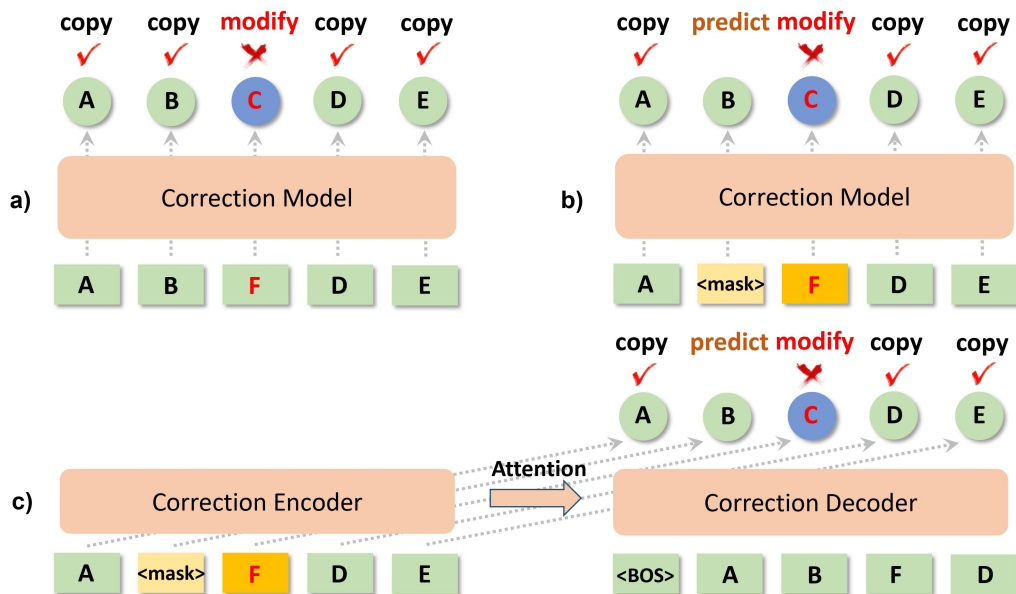 copy copy modify copy copy
A B C D E
a) Correction Model
A B F D E
copy predict modify copy copy
A B C D E
b) Correction Model
A <mask> F D E
copy predict modify copy copy
A B C D E
Attention
c) Correction Encoder
A <mask> F D E
Correction Decoder
<BOS> A B F D